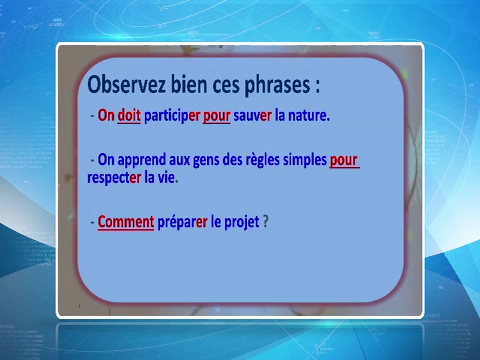 Observez bien ces phrases :
- On doit participer pour sauver la nature.
- On apprend aux gens des règles simples pour
respecter la vie.
- Comment préparer le projet ?